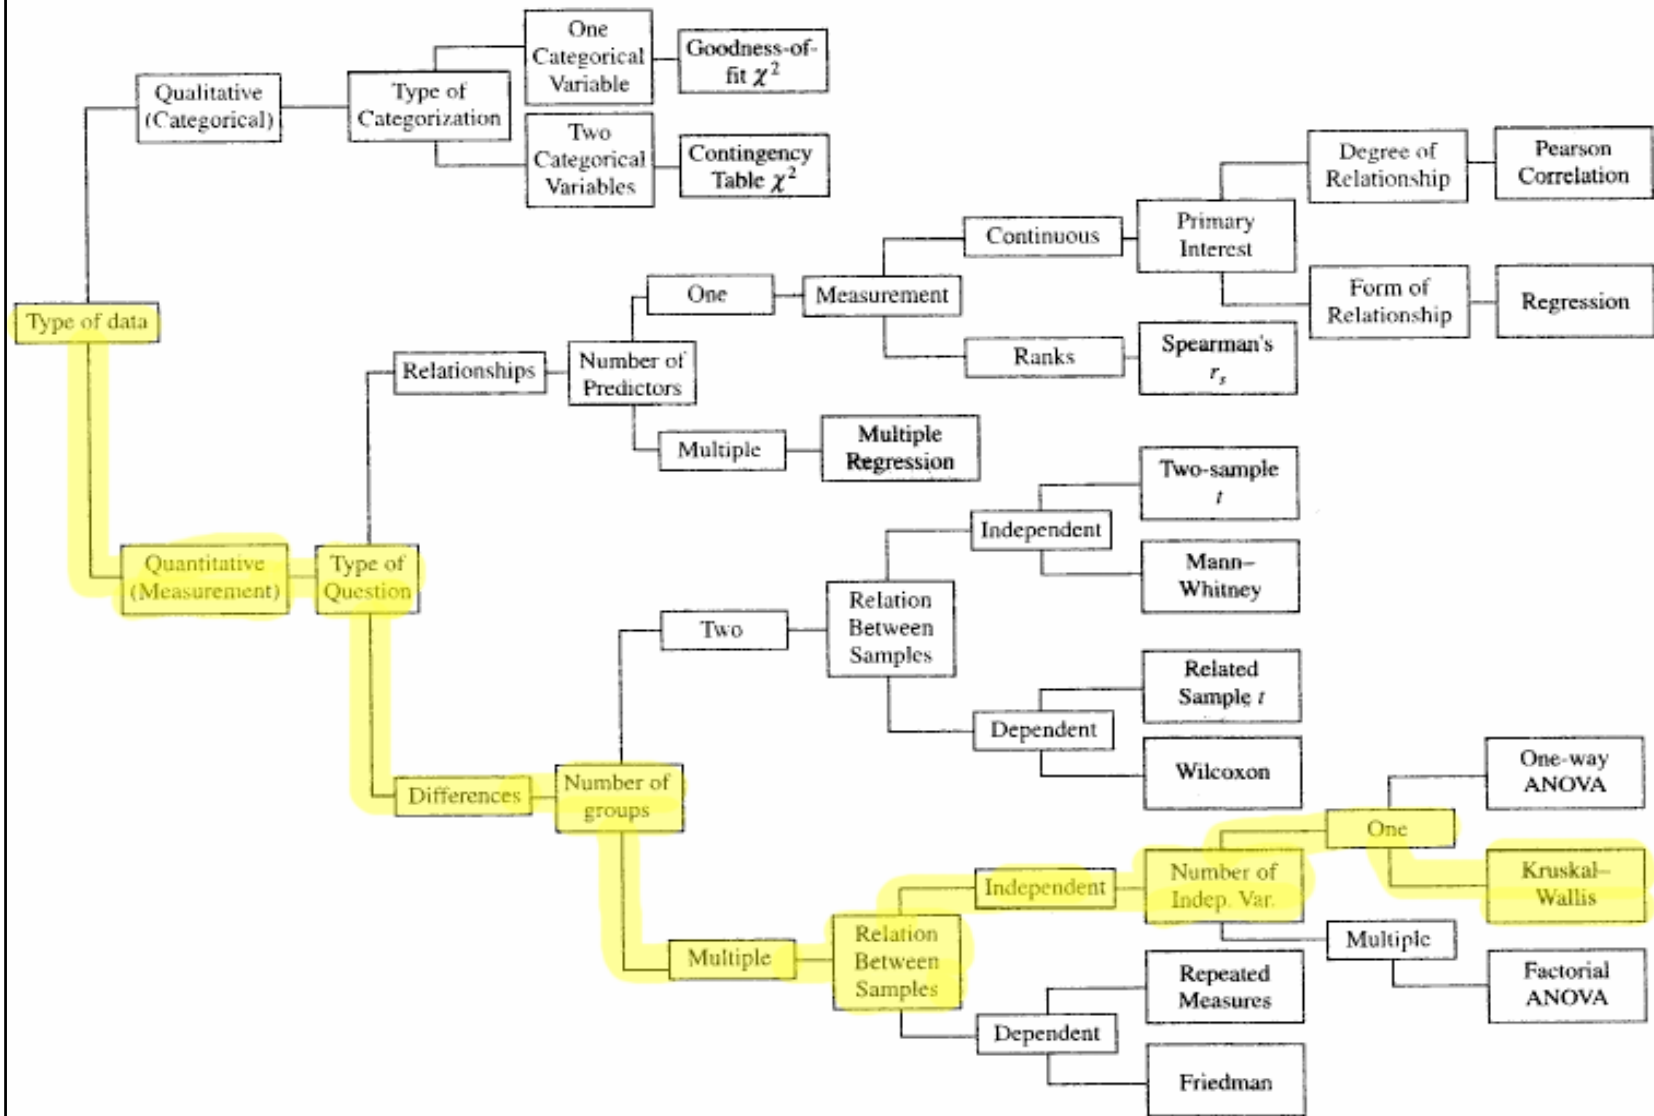 One
Categorical
Variable
Goodness-of-
fit χ²
Qualitative
(Categorical)
Type of
Categorization
Two
Categorical
Variables
Contingency
Table χ²
Degree of
Relationship
Pearson
Correlation
Continuous
Primary
Interest
One
Measurement
Form of
Relationship
Regression
Type of data
Relationships
Number of
Predictors
Ranks
Spearman's
rₛ
Multiple
Multiple
Regression
Two-sample
t
Independent
Quantitative
(Measurement)
Type of
Question
Mann–
Whitney
Two
Relation
Between
Samples
Related
Sample t
Dependent
Wilcoxon
Differences
Number of
groups
One-way
ANOVA
One
Independent
Number of
Indep. Var.
Kruskal–
Wallis
Multiple
Relation
Between
Samples
Multiple
Repeated
Measures
Factorial
ANOVA
Dependent
Friedman